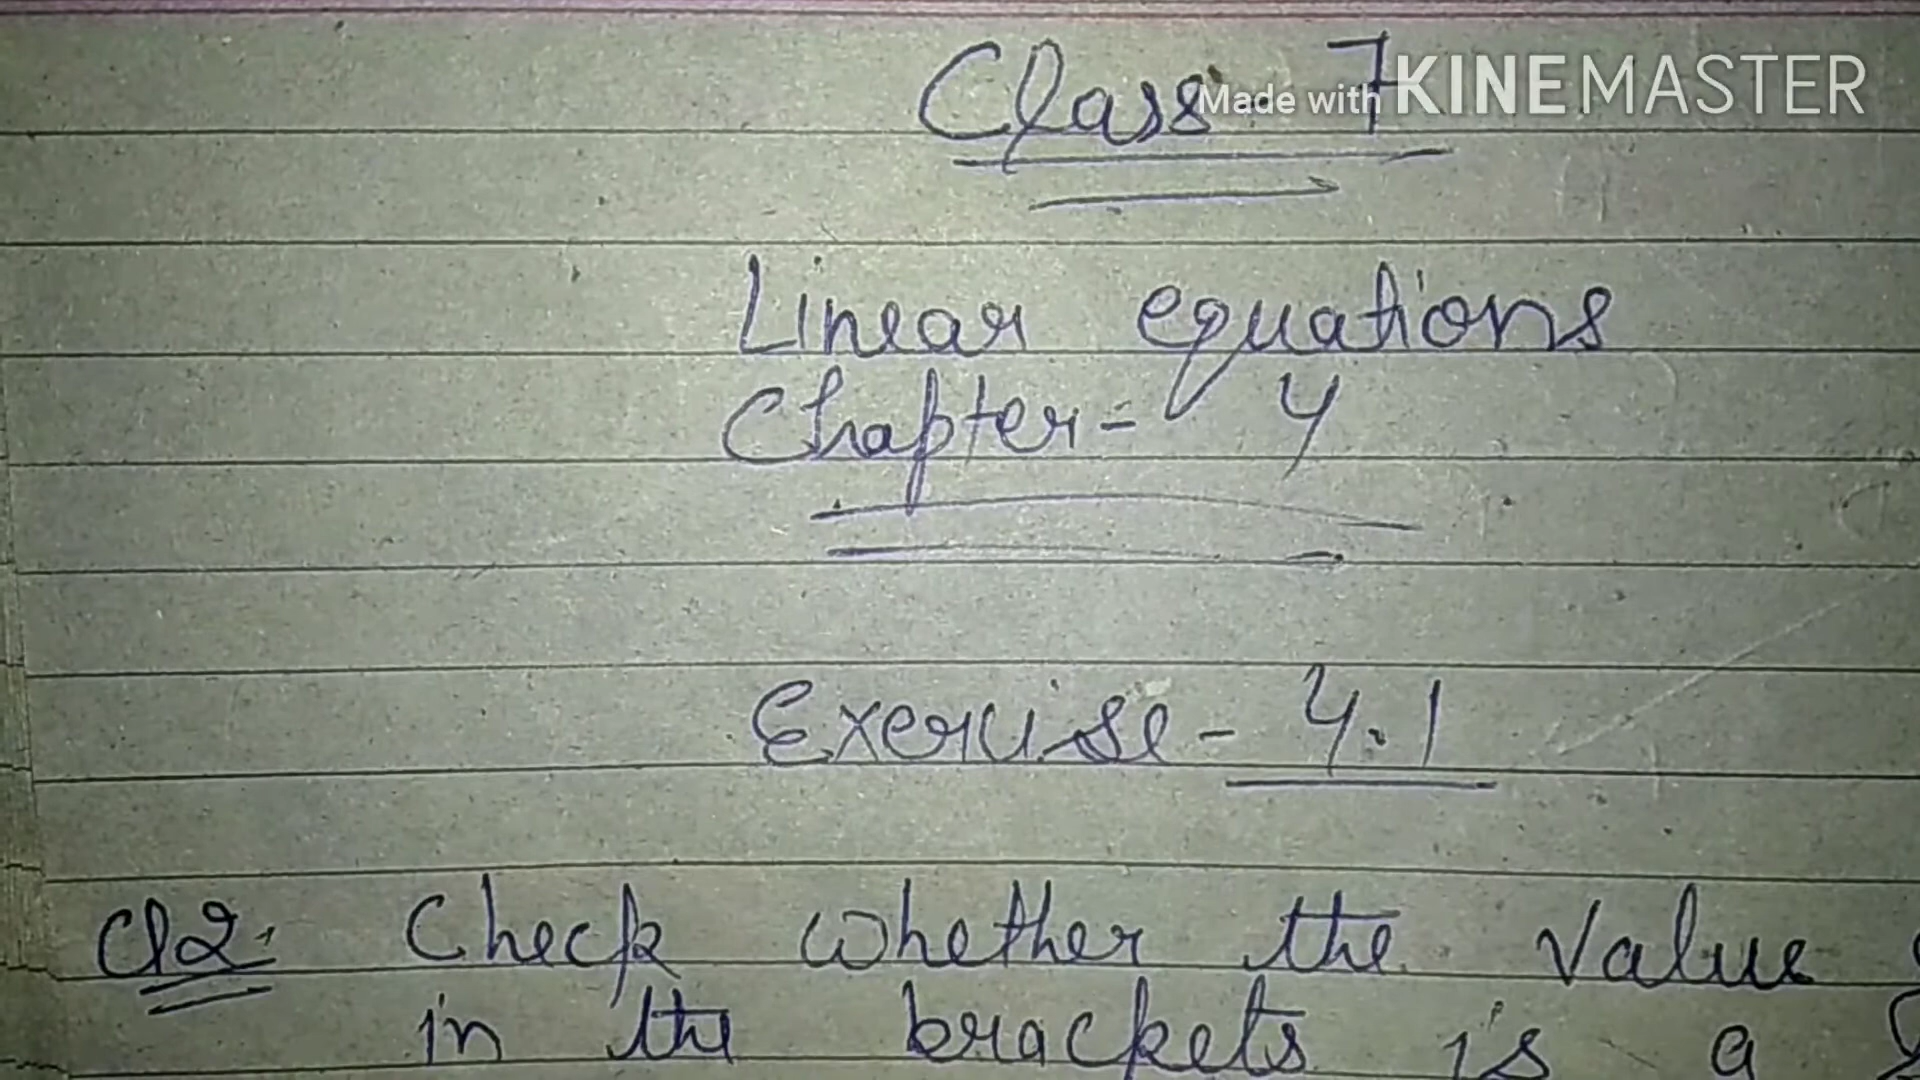 Class - 7
Made with KINEMASTER
Linear equations
Chapter = 4
Exercise - 4.1
Q2. Check whether the value
in the brackets is a